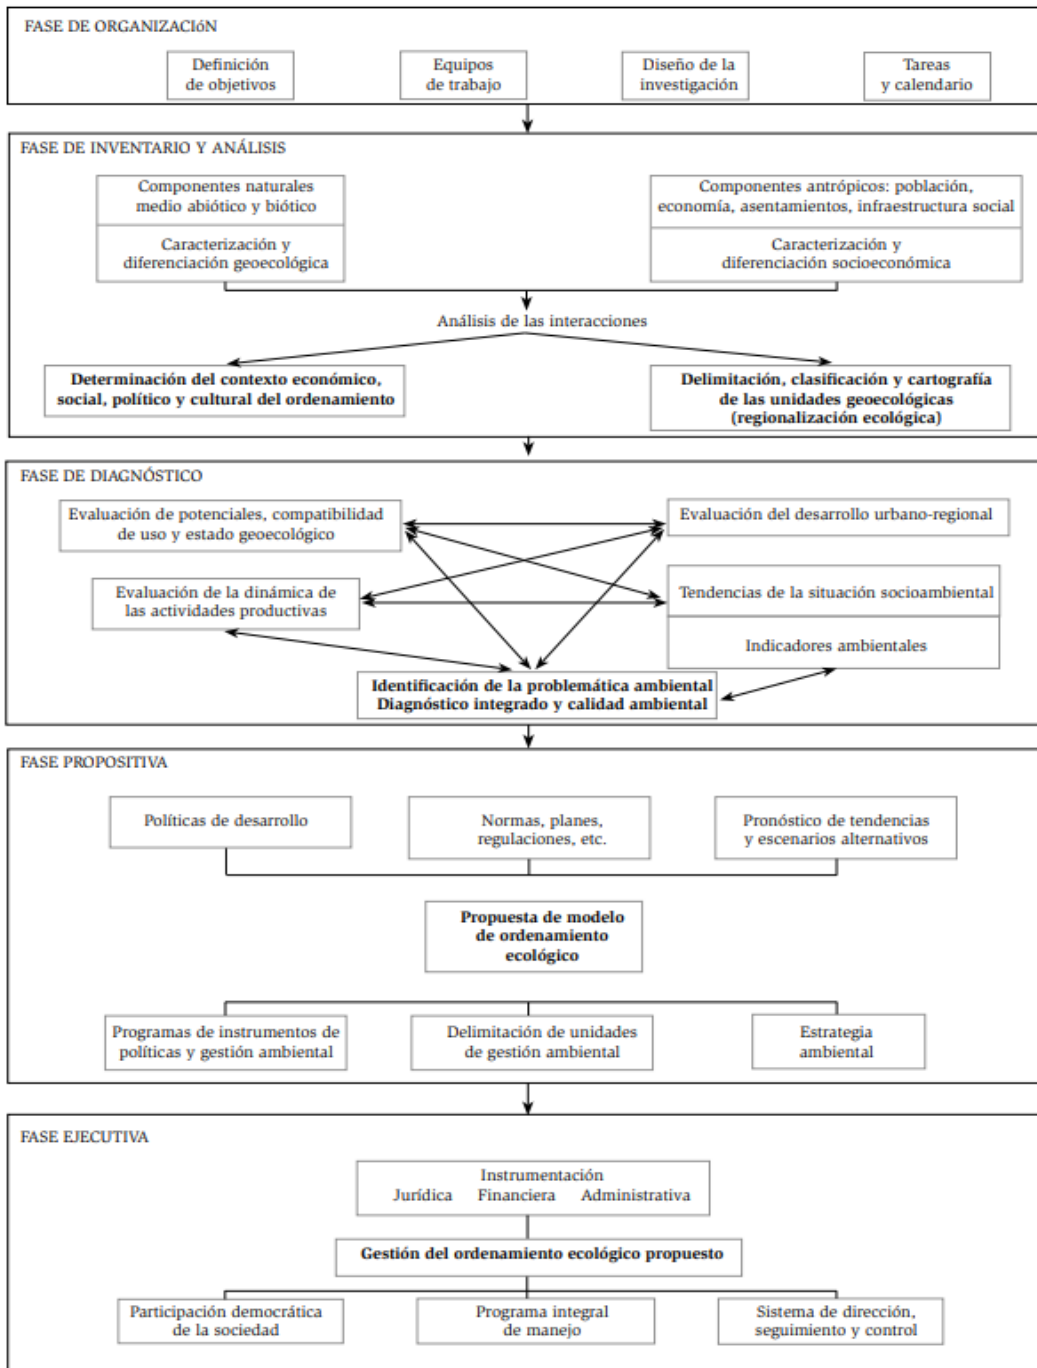 FASE DE ORGANIZACIóN
Definición
de objetivos
Equipos
de trabajo
Diseño de la
investigación
Tareas
y calendario
FASE DE INVENTARIO Y ANÁLISIS
Componentes naturales
medio abiótico y biótico
Caracterización y
diferenciación geoecológica
Componentes antrópicos: población,
economía, asentamientos, infraestructura social
Caracterización y
diferenciación socioeconómica
Análisis de las interacciones
Determinación del contexto económico,
social, político y cultural del ordenamiento
Delimitación, clasificación y cartografía
de las unidades geoecológicas
(regionalización ecológica)
FASE DE DIAGNÓSTICO
Evaluación de potenciales, compatibilidad
de uso y estado geoecológico
Evaluación del desarrollo urbano-regional
Evaluación de la dinámica de
las actividades productivas
Tendencias de la situación socioambiental
Indicadores ambientales
Identificación de la problemática ambiental
Diagnóstico integrado y calidad ambiental
FASE PROPOSITIVA
Políticas de desarrollo
Normas, planes,
regulaciones, etc.
Pronóstico de tendencias
y escenarios alternativos
Propuesta de modelo
de ordenamiento
ecológico
Programas de instrumentos de
políticas y gestión ambiental
Delimitación de unidades
de gestión ambiental
Estrategia
ambiental
FASE EJECUTIVA
Instrumentación
Jurídica Financiera Administrativa
Gestión del ordenamiento ecológico propuesto
Participación democrática
de la sociedad
Programa integral
de manejo
Sistema de dirección,
seguimiento y control